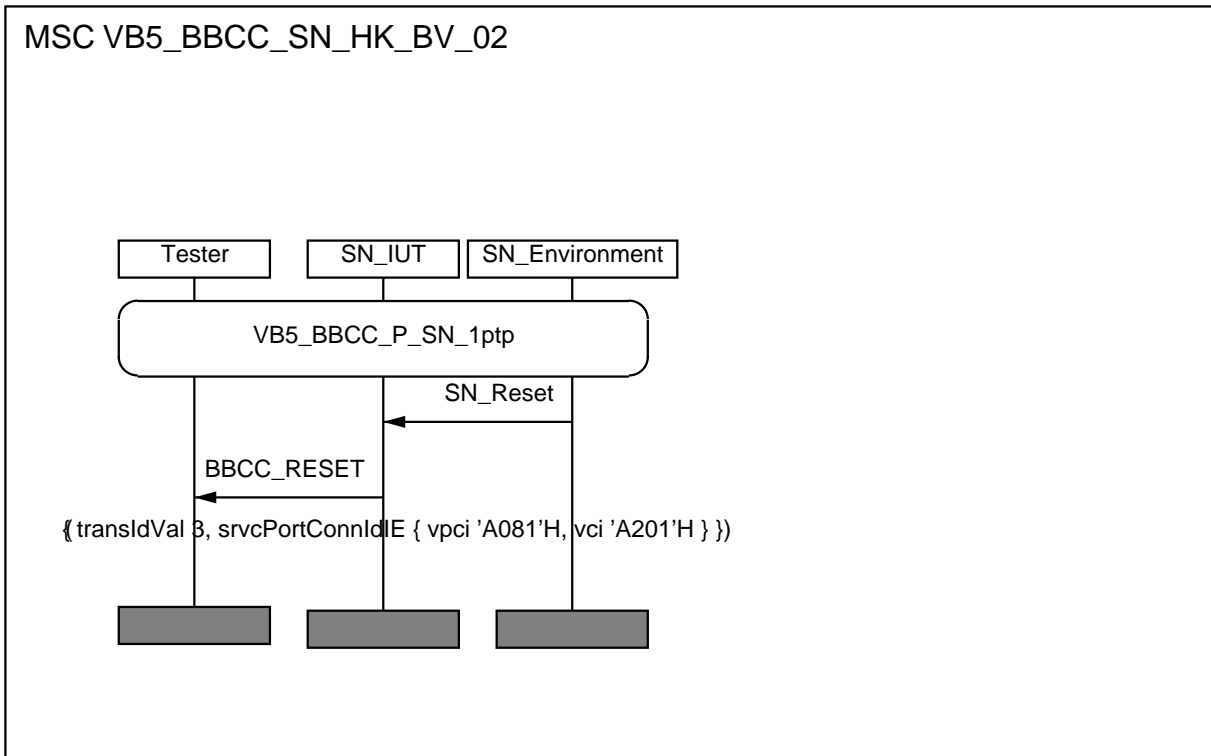 MSC VB5_BBCC_SN_HK_BV_02
Tester SN_IUT SN_Environment
VB5_BBCC_P_SN_1ptp
SN_Reset
BBCC_RESET
({ transIdVal 3, srvcPortConnIdIE { vpci ’A081’H, vci ’A201’H } })